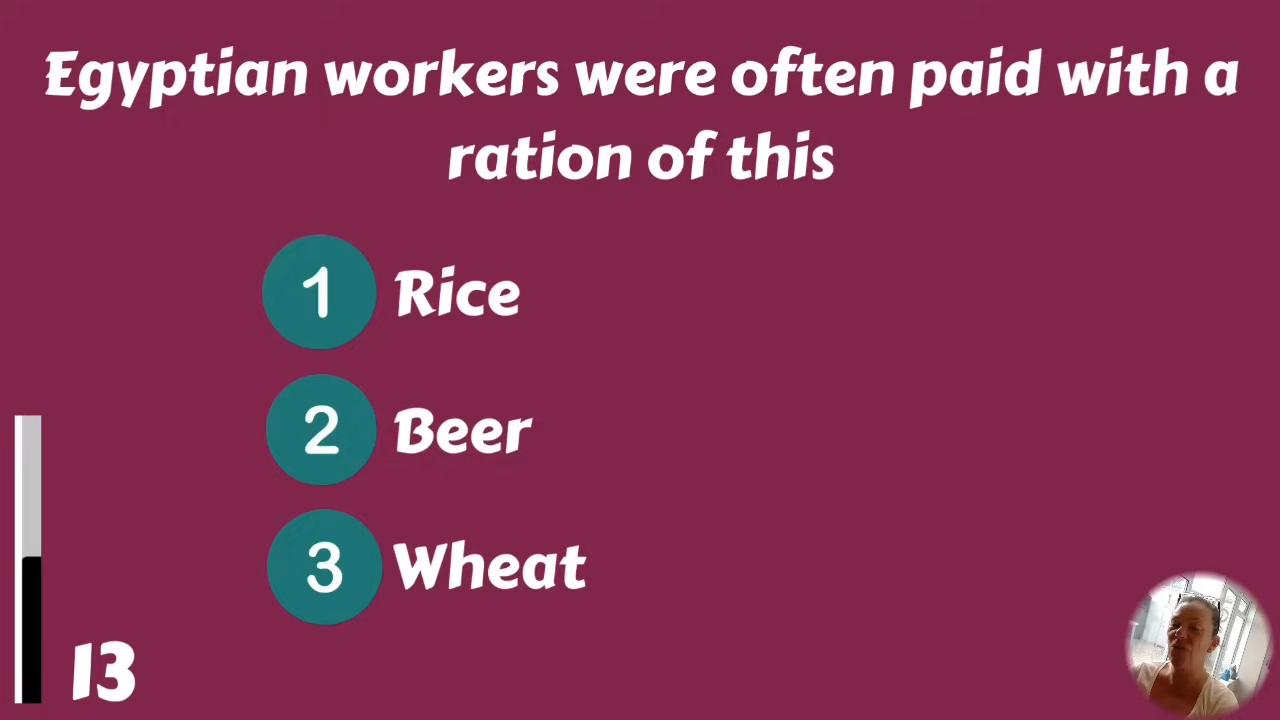 Egyptian workers were often paid with a
ration of this
1 Rice
2 Beer
3 Wheat
13